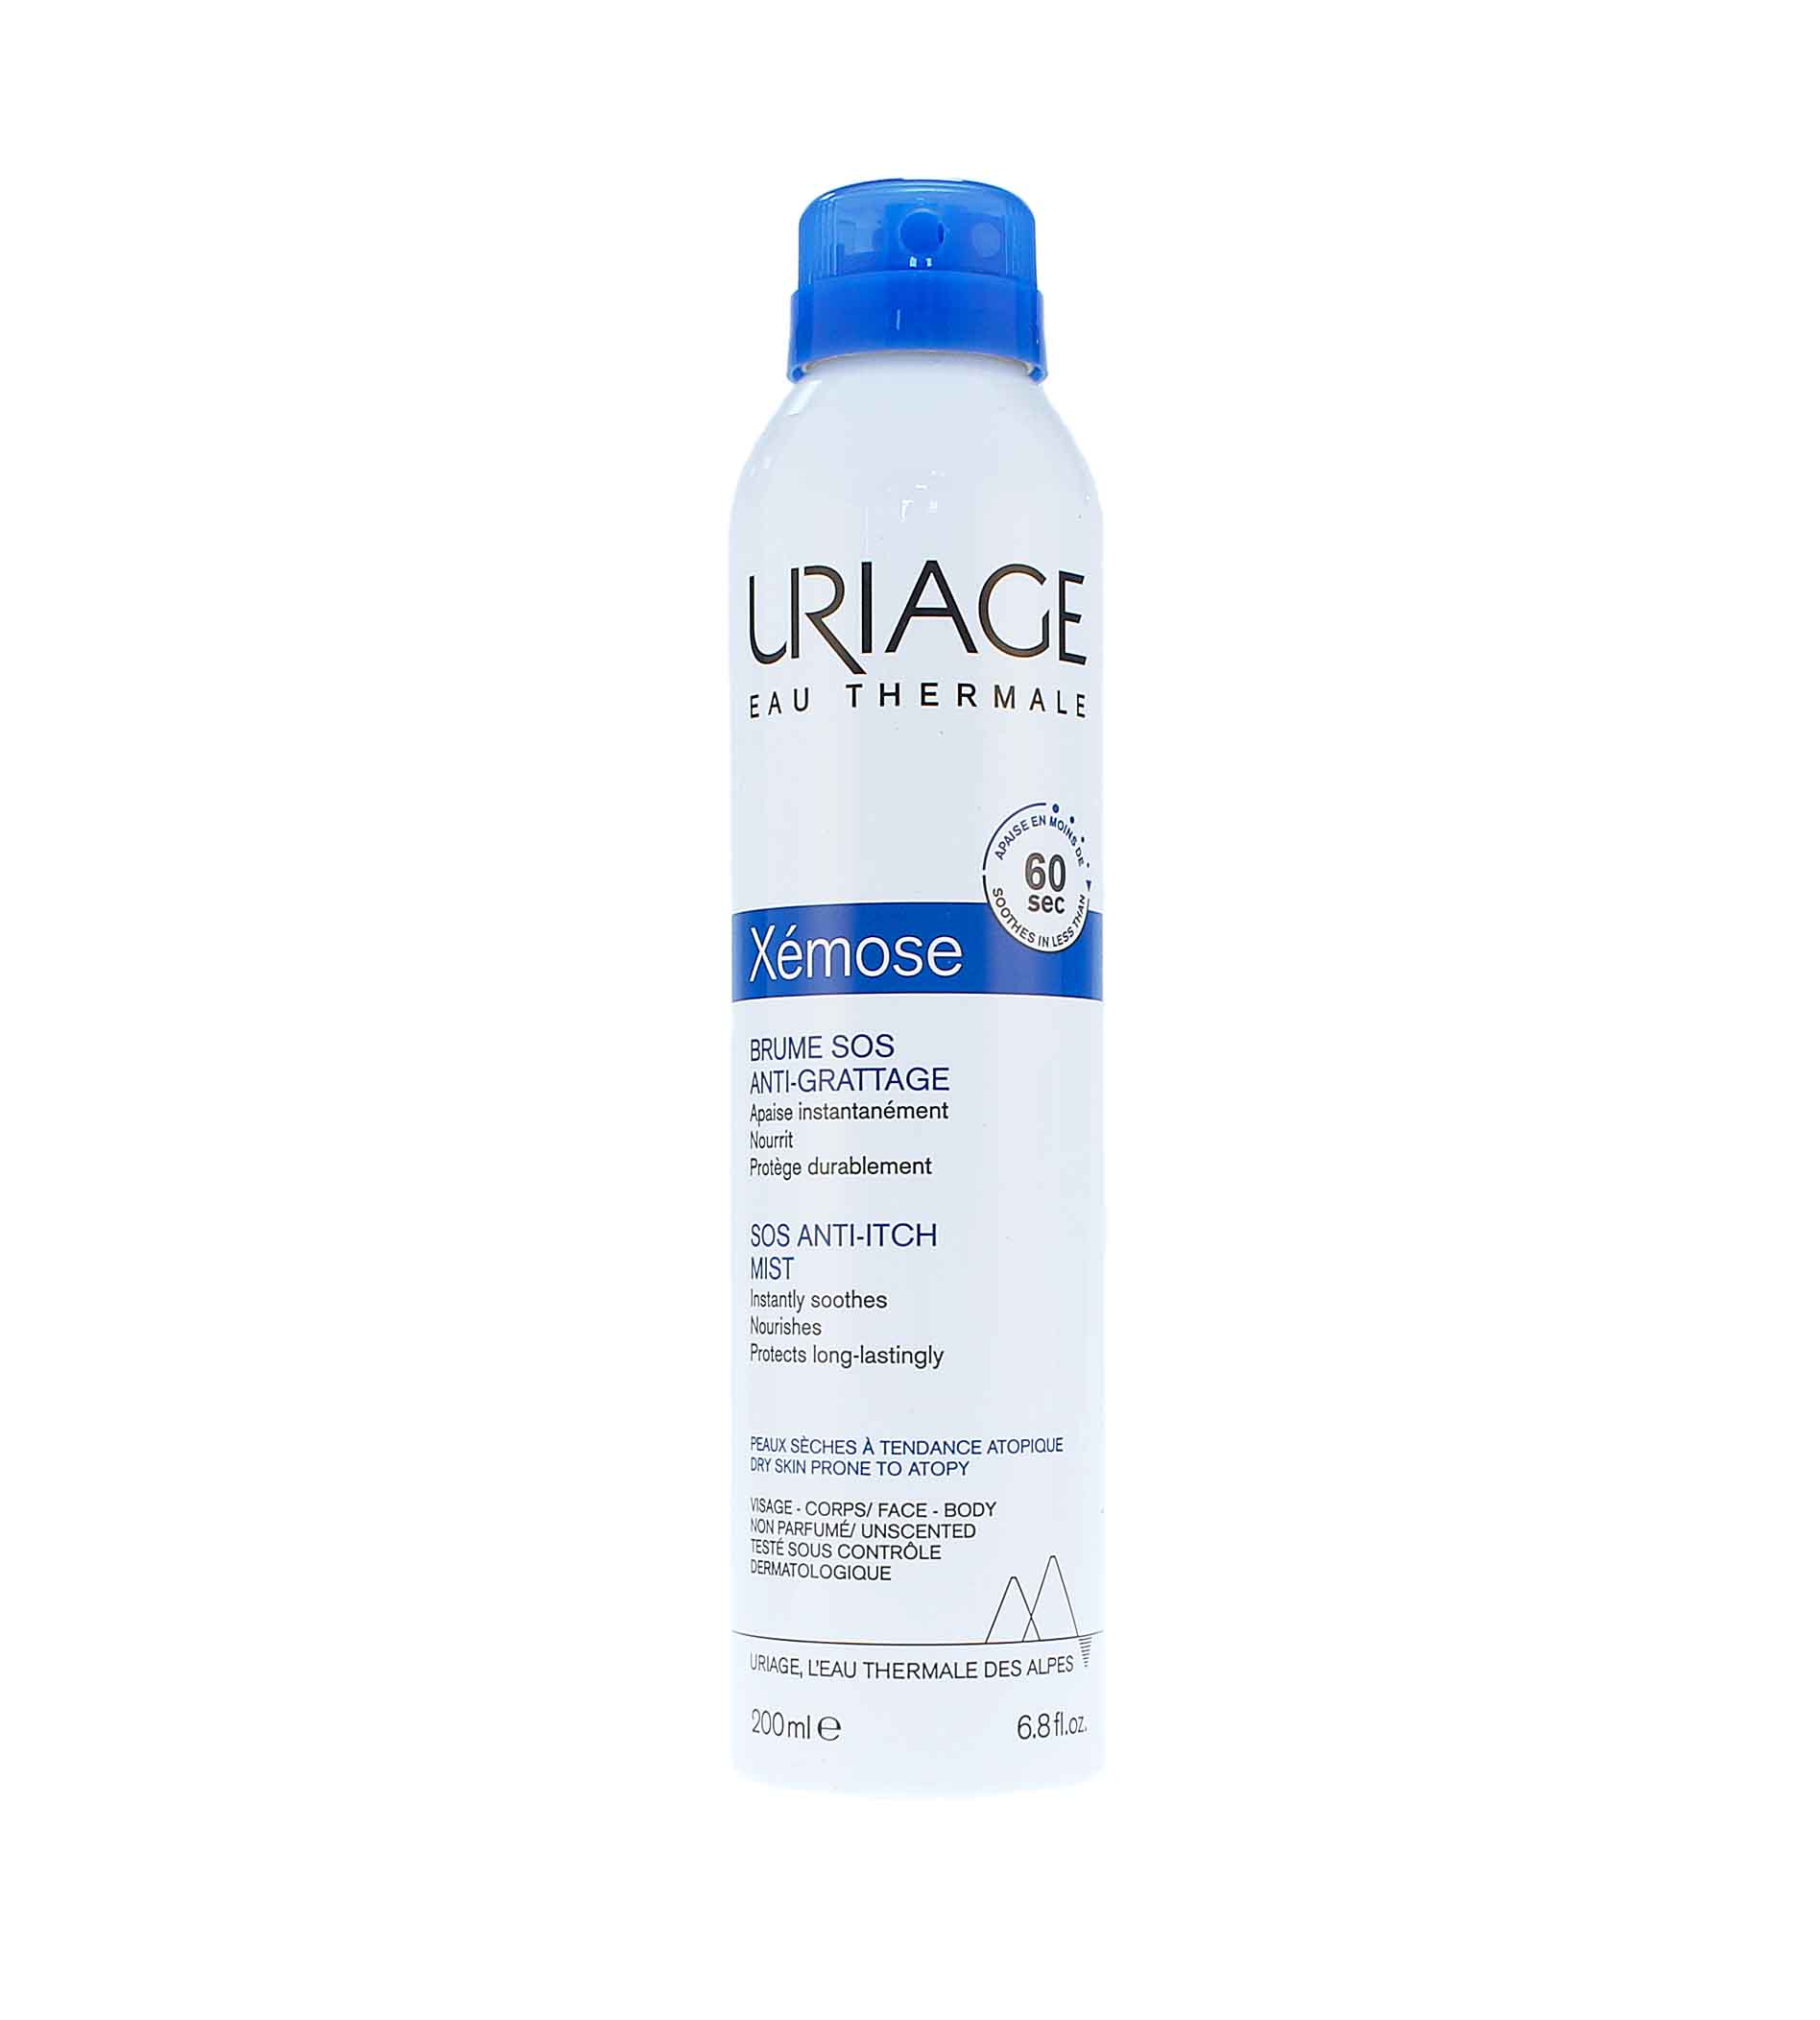 URIAGE
EAU THERMALE
APAISE EN MOINS DE
60
sec
SOOTHES IN LESS THAN
Xémose
BRUME SOS
ANTI-GRATTAGE
Apaise instantanément
Nourrit
Protège durablement
SOS ANTI-ITCH
MIST
Instantly soothes
Nourishes
Protects long-lastingly
PEAUX SÈCHES À TENDANCE ATOPIQUE
DRY SKIN PRONE TO ATOPY
VISAGE - CORPS/ FACE - BODY
NON PARFUMÉ/ UNSCENTED
TESTÉ SOUS CONTRÔLE
DERMATOLOGIQUE
URIAGE, L'EAU THERMALE DES ALPES
200ml ℮ 6.8fl.oz.